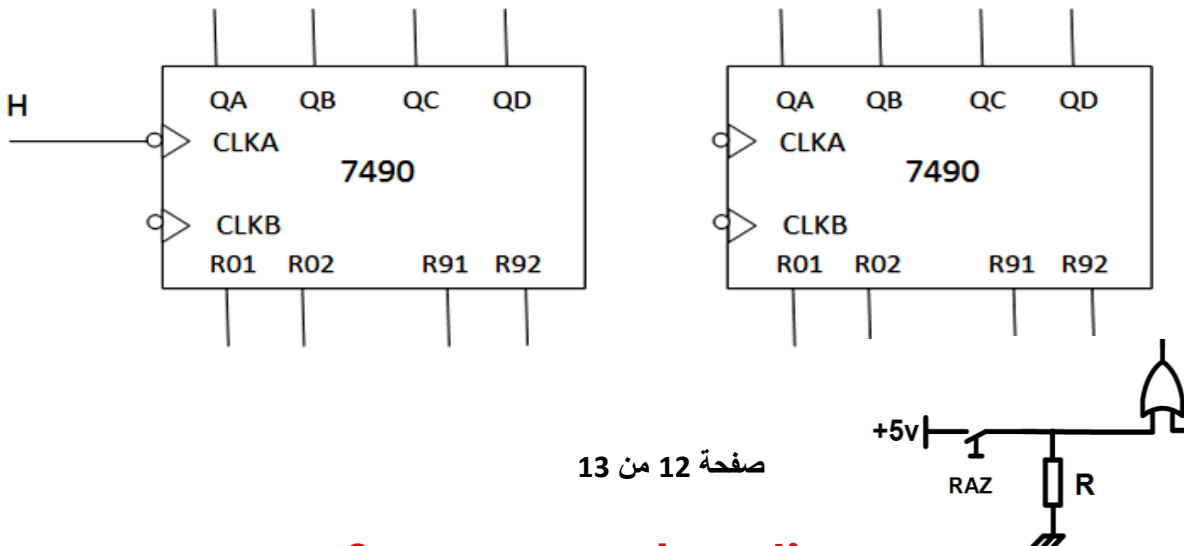 H
QA QB QC QD
CLKA
7490
CLKB
R01 R02 R91 R92
QA QB QC QD
CLKA
7490
CLKB
R01 R02 R91 R92
+5v
RAZ
R
صفحة 12 من 13